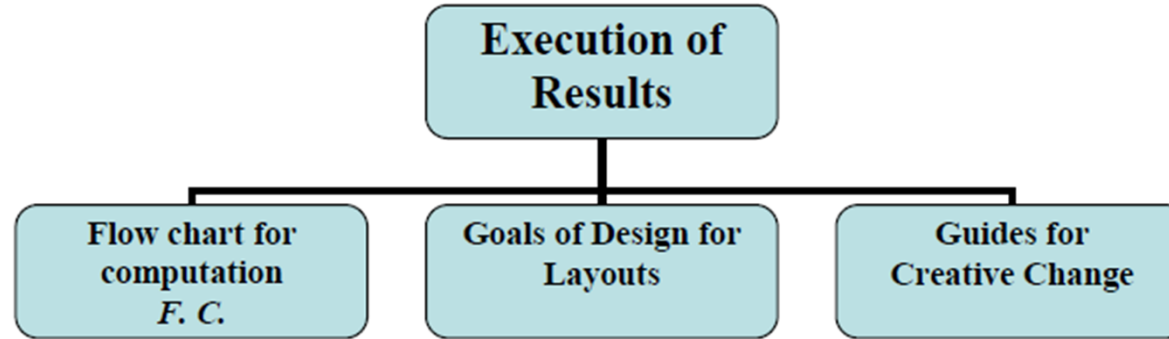 Execution of
Results
Flow chart for
computation
F. C.
Goals of Design for
Layouts
Guides for
Creative Change